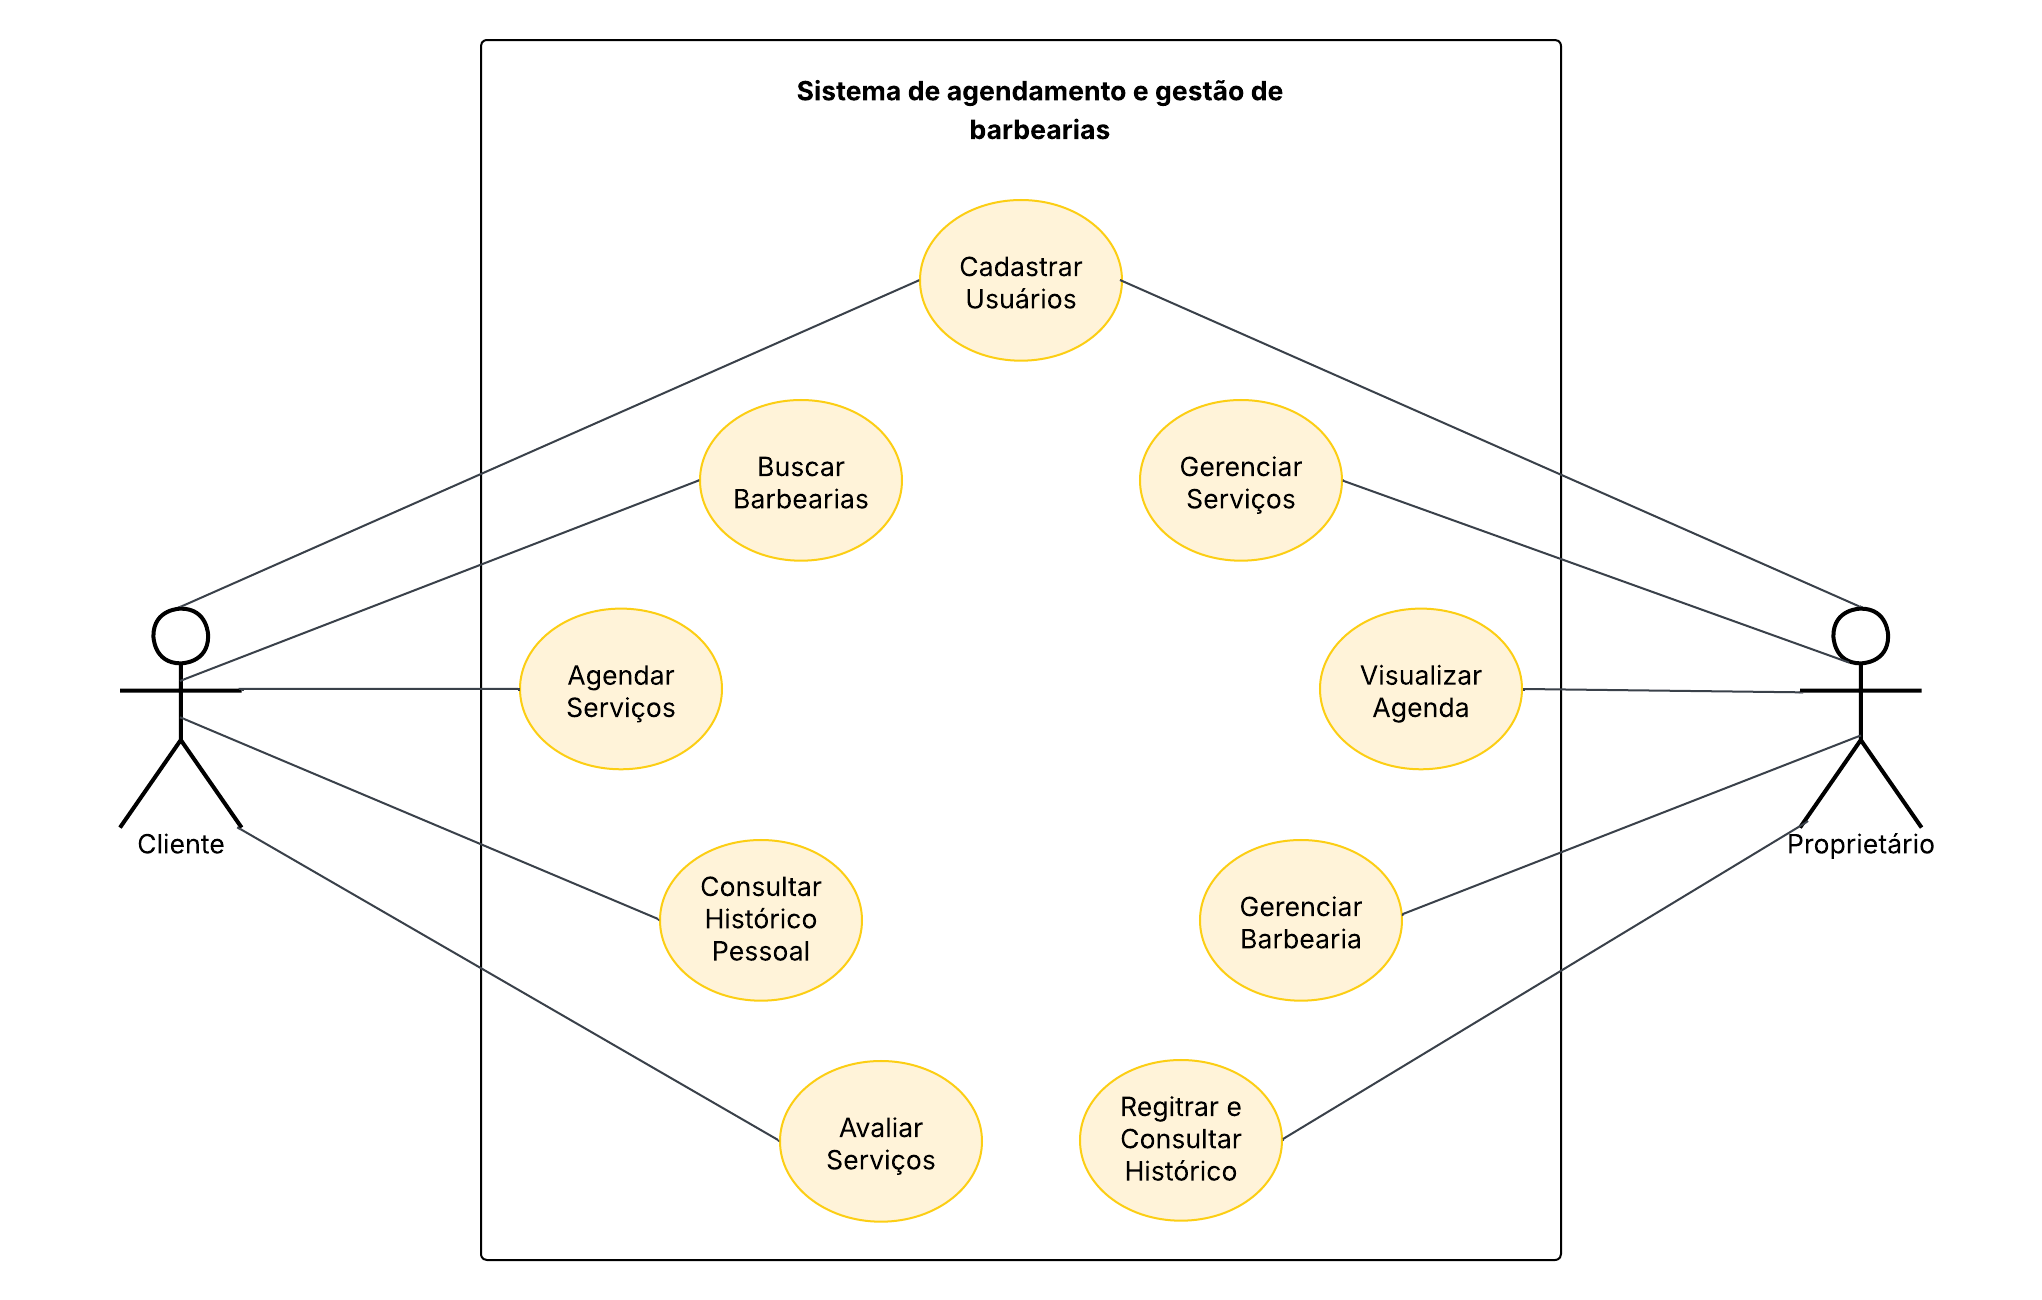 Sistema de agendamento e gestão de
barbearias
Cadastrar
Usuários
Buscar
Barbearias
Gerenciar
Serviços
Agendar
Serviços
Visualizar
Agenda
Cliente
Proprietário
Consultar
Histórico
Pessoal
Gerenciar
Barbearia
Avaliar
Serviços
Regitrar e
Consultar
Histórico